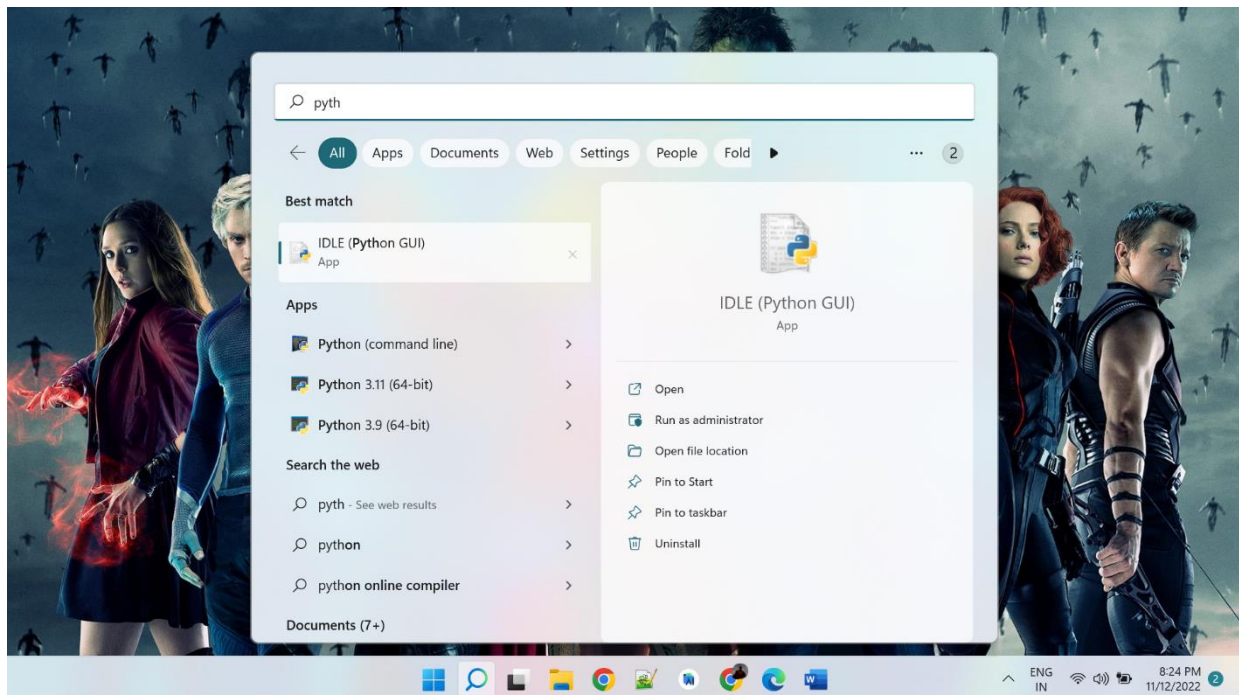 pyth
All Apps Documents Web Settings People Fold 2
Best match
IDLE (Python GUI)
App
Apps
Python (command line)
Python 3.11 (64-bit)
Python 3.9 (64-bit)
Search the web
pyth - See web results
python
python online compiler
Documents (7+)
IDLE (Python GUI)
App
Open
Run as administrator
Open file location
Pin to Start
Pin to taskbar
Uninstall
ENG
IN
8:24 PM
11/12/2022
2